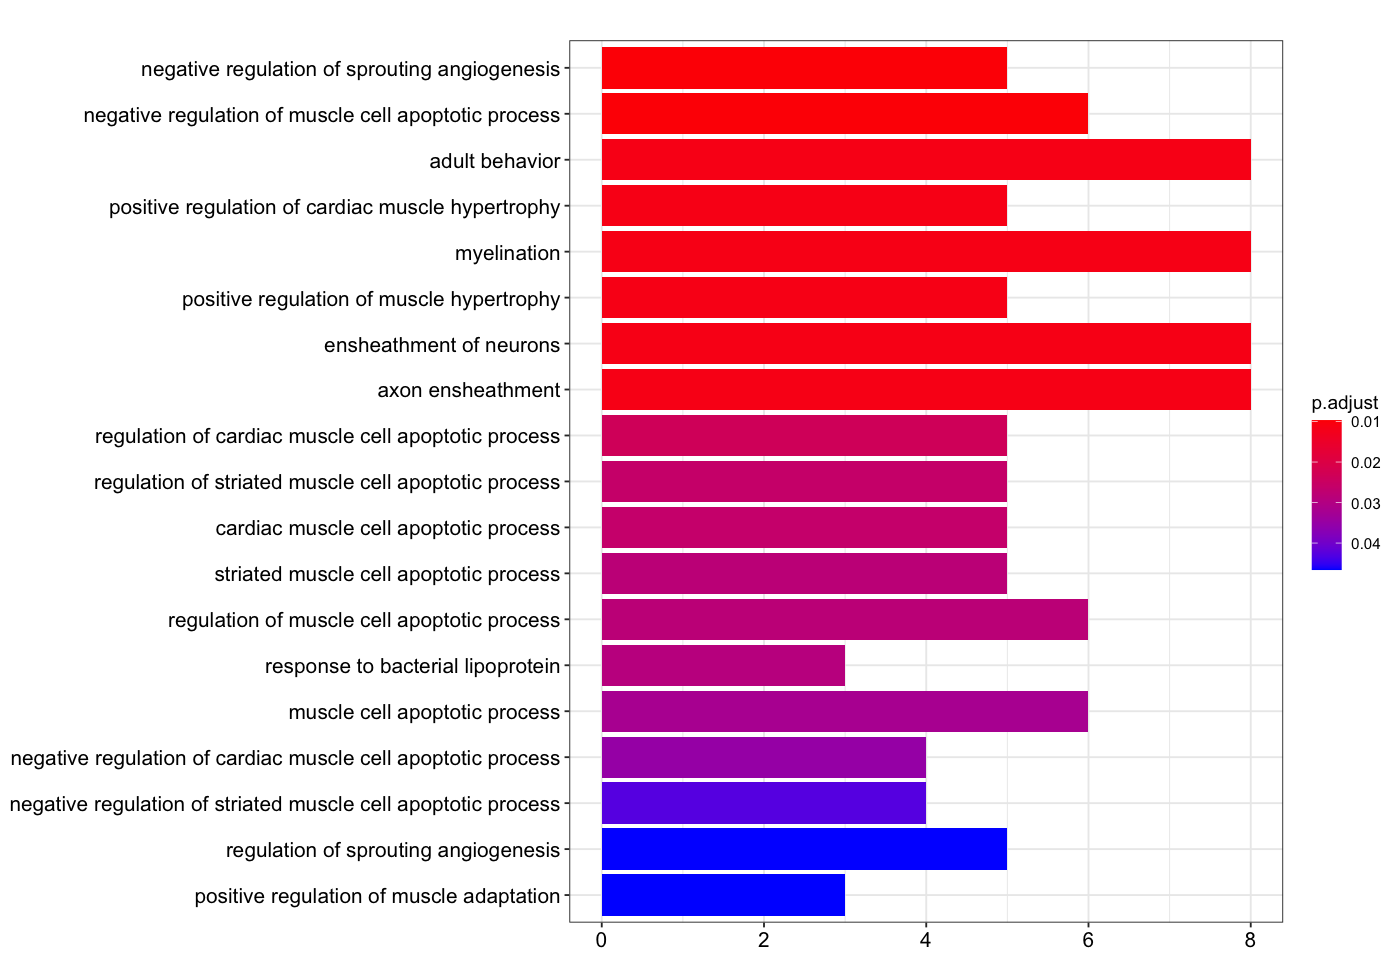 negative regulation of sprouting angiogenesis
negative regulation of muscle cell apoptotic process
adult behavior
positive regulation of cardiac muscle hypertrophy
myelination
positive regulation of muscle hypertrophy
ensheathment of neurons
axon ensheathment
regulation of cardiac muscle cell apoptotic process
regulation of striated muscle cell apoptotic process
cardiac muscle cell apoptotic process
striated muscle cell apoptotic process
regulation of muscle cell apoptotic process
response to bacterial lipoprotein
muscle cell apoptotic process
negative regulation of cardiac muscle cell apoptotic process
negative regulation of striated muscle cell apoptotic process
regulation of sprouting angiogenesis
positive regulation of muscle adaptation
0 2 4 6 8
p.adjust
0.01
0.02
0.03
0.04